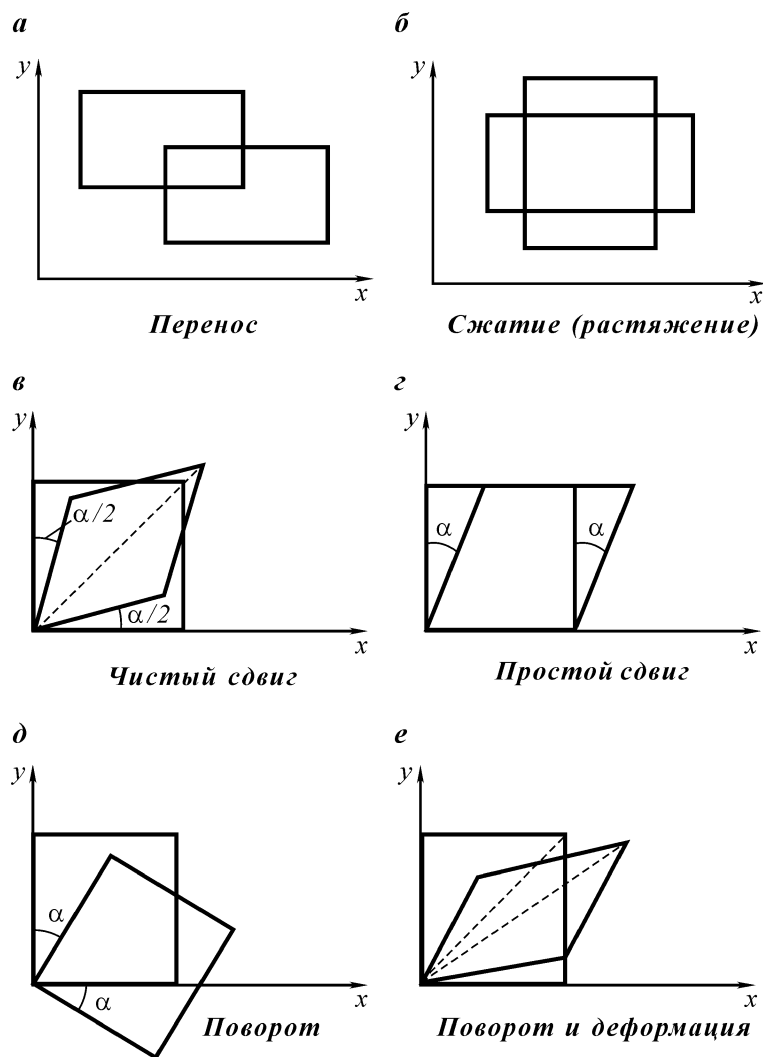 а
б
y
x
y
x
Перенос
Сжатие (растяжение)
в
г
y
α/2
α/2
x
y
α
α
x
Чистый сдвиг
Простой сдвиг
д
е
y
α
α
x
y
x
Поворот
Поворот и деформация